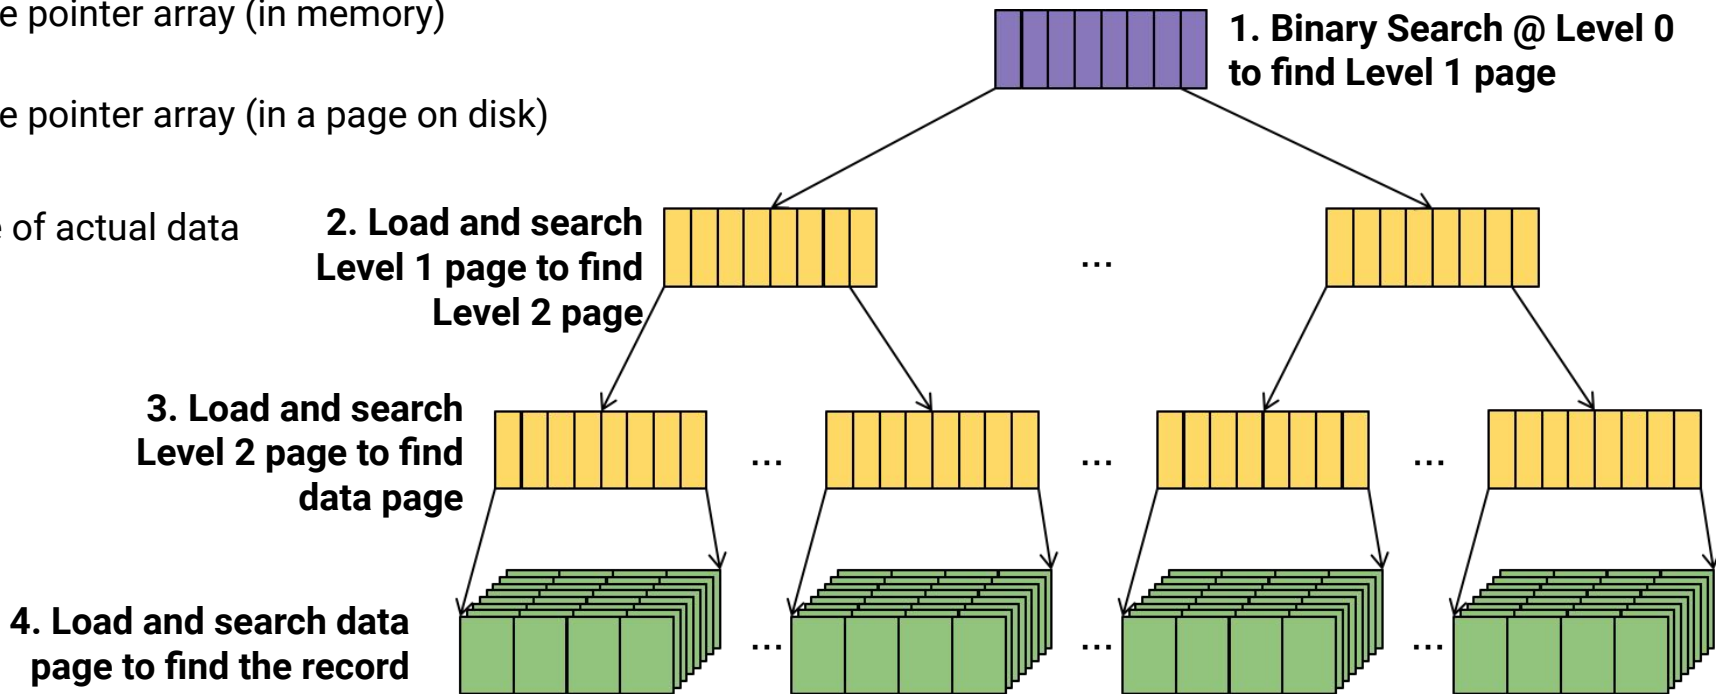 e pointer array (in memory)
e pointer array (in a page on disk)
e of actual data
1. Binary Search @ Level 0
to find Level 1 page
2. Load and search
Level 1 page to find
Level 2 page
...
3. Load and search
Level 2 page to find
data page
... ... ...
4. Load and search data
page to find the record
... ... ...